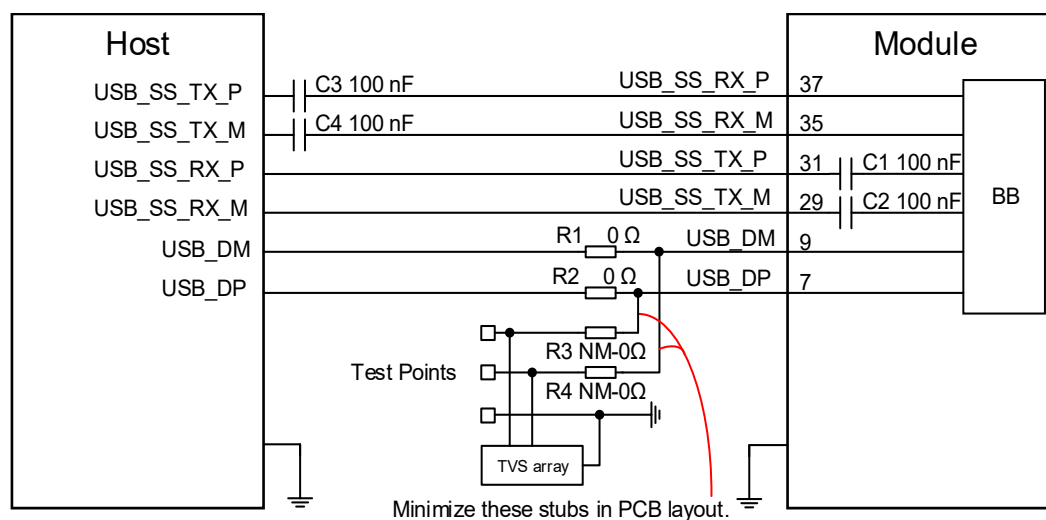 Host
Module
USB_SS_TX_P
C3 100 nF
USB_SS_RX_P
37
USB_SS_TX_M
C4 100 nF
USB_SS_RX_M
35
USB_SS_RX_P
USB_SS_TX_P
31
C1 100 nF
USB_SS_RX_M
USB_SS_TX_M
29
C2 100 nF
BB
USB_DM
R1 0 Ω
USB_DM
9
USB_DP
R2 0 Ω
USB_DP
7
R3 NM-0Ω
Test Points
R4 NM-0Ω
TVS array
Minimize these stubs in PCB layout.